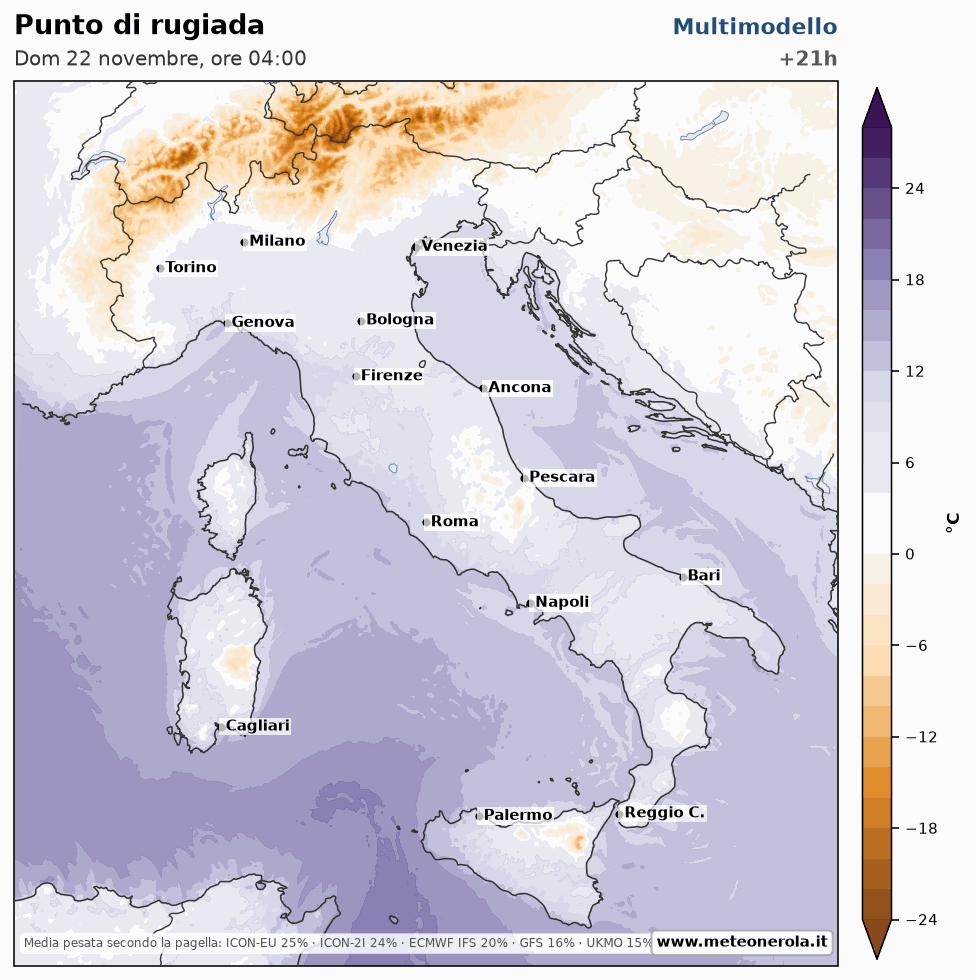 Punto di rugiada
Multimodello
Dom 22 novembre, ore 04:00
+21h
Milano
Venezia
Torino
Genova
Bologna
Firenze
Ancona
Pescara
Roma
Bari
Napoli
Cagliari
Palermo
Reggio C.
24
18
12
6
0
−6
−12
−18
−24
°C
Media pesata secondo la pagella: ICON-EU 25% · ICON-2I 24% · ECMWF IFS 20% · GFS 16% · UKMO 15%
www.meteonerola.it